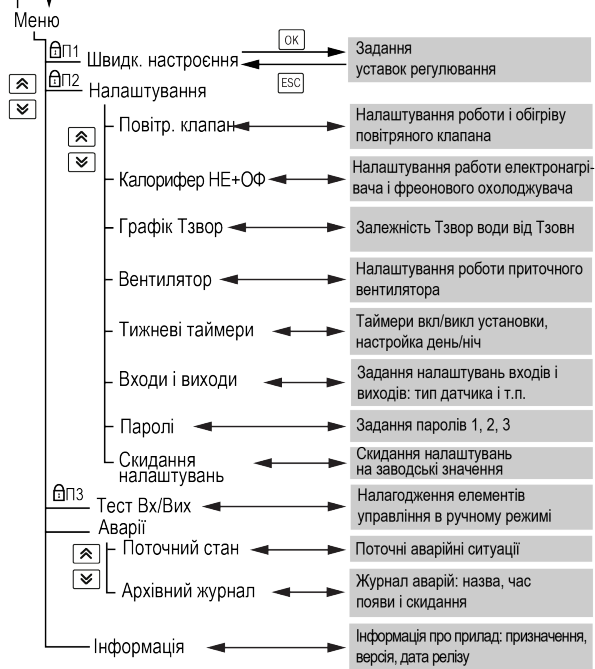 Меню
П1
Швидк. настроєння
OK
ESC
Задання
уставок регулювання
П2
Налаштування
Повітр. клапан
Налаштування роботи і обігріву
повітряного клапана
Калорифер НЕ+ОФ
Налаштування работи електронагрі-
вача і фреонового охолоджувача
Графік Тзвор
Залежність Тзвор води від Тзовн
Вентилятор
Налаштування роботи приточного
вентилятора
Тижневі таймери
Таймери вкл/викл установки,
настройка день/ніч
Входи і виходи
Задання налаштувань входів і
виходів: тип датчика і т.п.
Паролі
Задання паролів 1, 2, 3
Скидання
налаштувань
Скидання налаштувань
на заводські значення
П3
Тест Вх/Вих
Налагодження елементів
управління в ручному режимі
Аварії
Поточний стан
Поточні аварійні ситуації
Архівний журнал
Журнал аварій: назва, час
появи і скидання
Інформація
Інформація про прилад: призначення,
версія, дата релізу